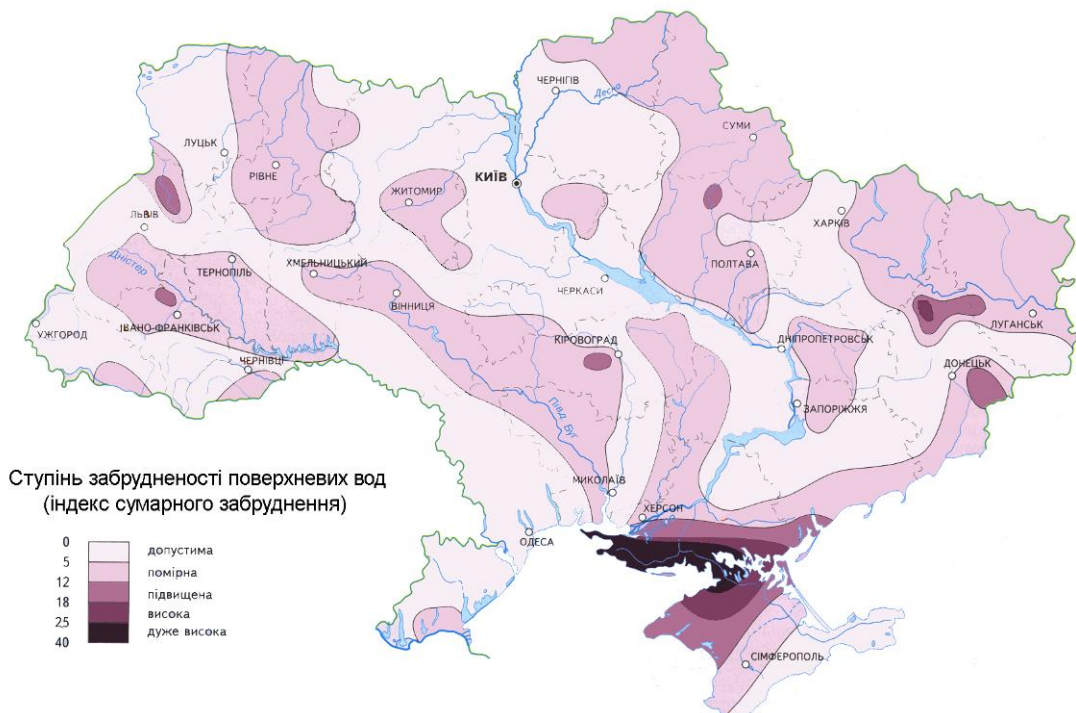 ЧЕРНІГІВ
Десна
СУМИ
ЛУЦЬК
РІВНЕ
КИЇВ
ЖИТОМИР
ЛЬВІВ
ХАРКІВ
Дністер
ТЕРНОПІЛЬ
ХМЕЛЬНИЦЬКИЙ
ПОЛТАВА
ВІННИЦЯ
ЧЕРКАСИ
УЖГОРОД
ІВАНО-ФРАНКІВСЬК
ЛУГАНСЬК
КІРОВОГРАД
ДНІПРОПЕТРОВСЬК
ЧЕРНІВЦІ
ДОНЕЦЬК
Півд. Буг
ЗАПОРІЖЖЯ
МИКОЛАЇВ
ХЕРСОН
ОДЕСА
СІМФЕРОПОЛЬ
Ступінь забрудненості поверхневих вод
(індекс сумарного забруднення)
0
допустима
5
помірна
12
підвищена
18
висока
25
дуже висока
40